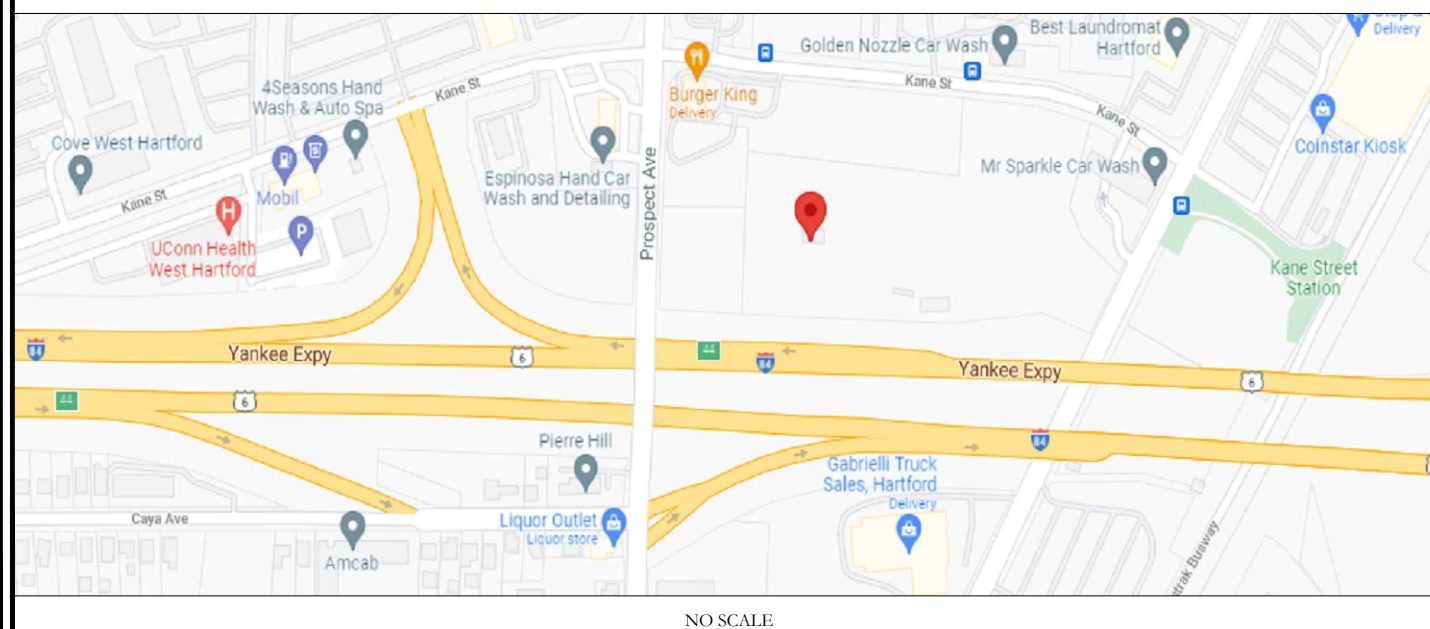 Stop &
Delivery
Best Laundromat
Hartford
Golden Nozzle Car Wash
Kane St
Kane St
Burger King
Delivery
4Seasons Hand
Wash & Auto Spa
Kane St
Cove West Hartford
Mobil
Kane St
UConn Health
West Hartford
H
P
Espinosa Hand Car
Wash and Detailing
Prospect Ave
Mr Sparkle Car Wash
Coinstar Kiosk
Kane Street
Station
84
Yankee Expy
6
44
84
Yankee Expy
6
44
6
84
Pierre Hill
Gabrielli Truck
Sales, Hartford
Delivery
Caya Ave
Liquor Outlet
Liquor store
Amcab
trak Busway
NO SCALE